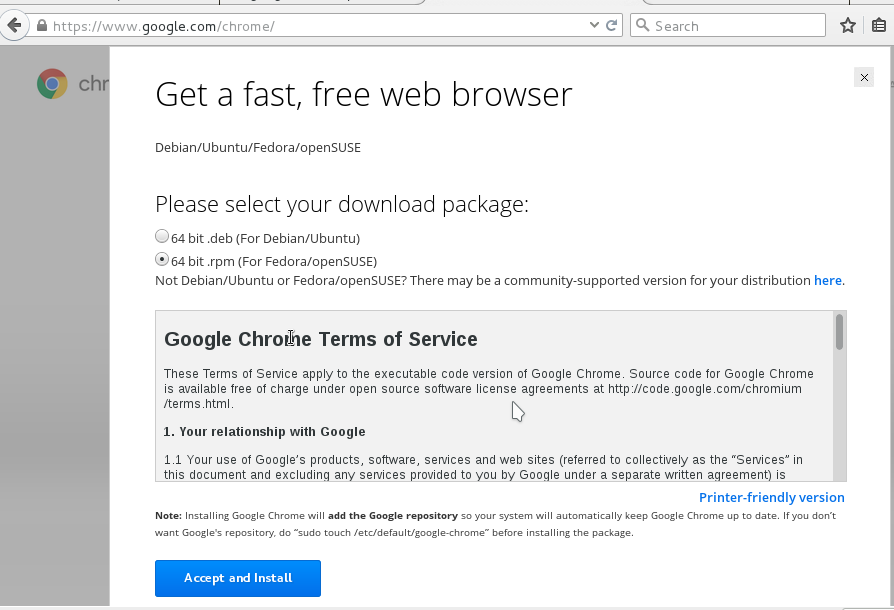 https://www.google.com/chrome/
Search
chr
Get a fast, free web browser
Debian/Ubuntu/Fedora/openSUSE
Please select your download package:
64 bit .deb (For Debian/Ubuntu)
64 bit .rpm (For Fedora/openSUSE)
Not Debian/Ubuntu or Fedora/openSUSE? There may be a community-supported version for your distribution here.
Google Chrome Terms of Service
These Terms of Service apply to the executable code version of Google Chrome. Source code for Google Chrome
is available free of charge under open source software license agreements at http://code.google.com/chromium
/terms.html.
1. Your relationship with Google
1.1 Your use of Google’s products, software, services and web sites (referred to collectively as the “Services” in
this document and excluding any services provided to you by Google under a separate written agreement) is
Printer-friendly version
Note: Installing Google Chrome will add the Google repository so your system will automatically keep Google Chrome up to date. If you don’t
want Google's repository, do “sudo touch /etc/default/google-chrome” before installing the package.
Accept and Install